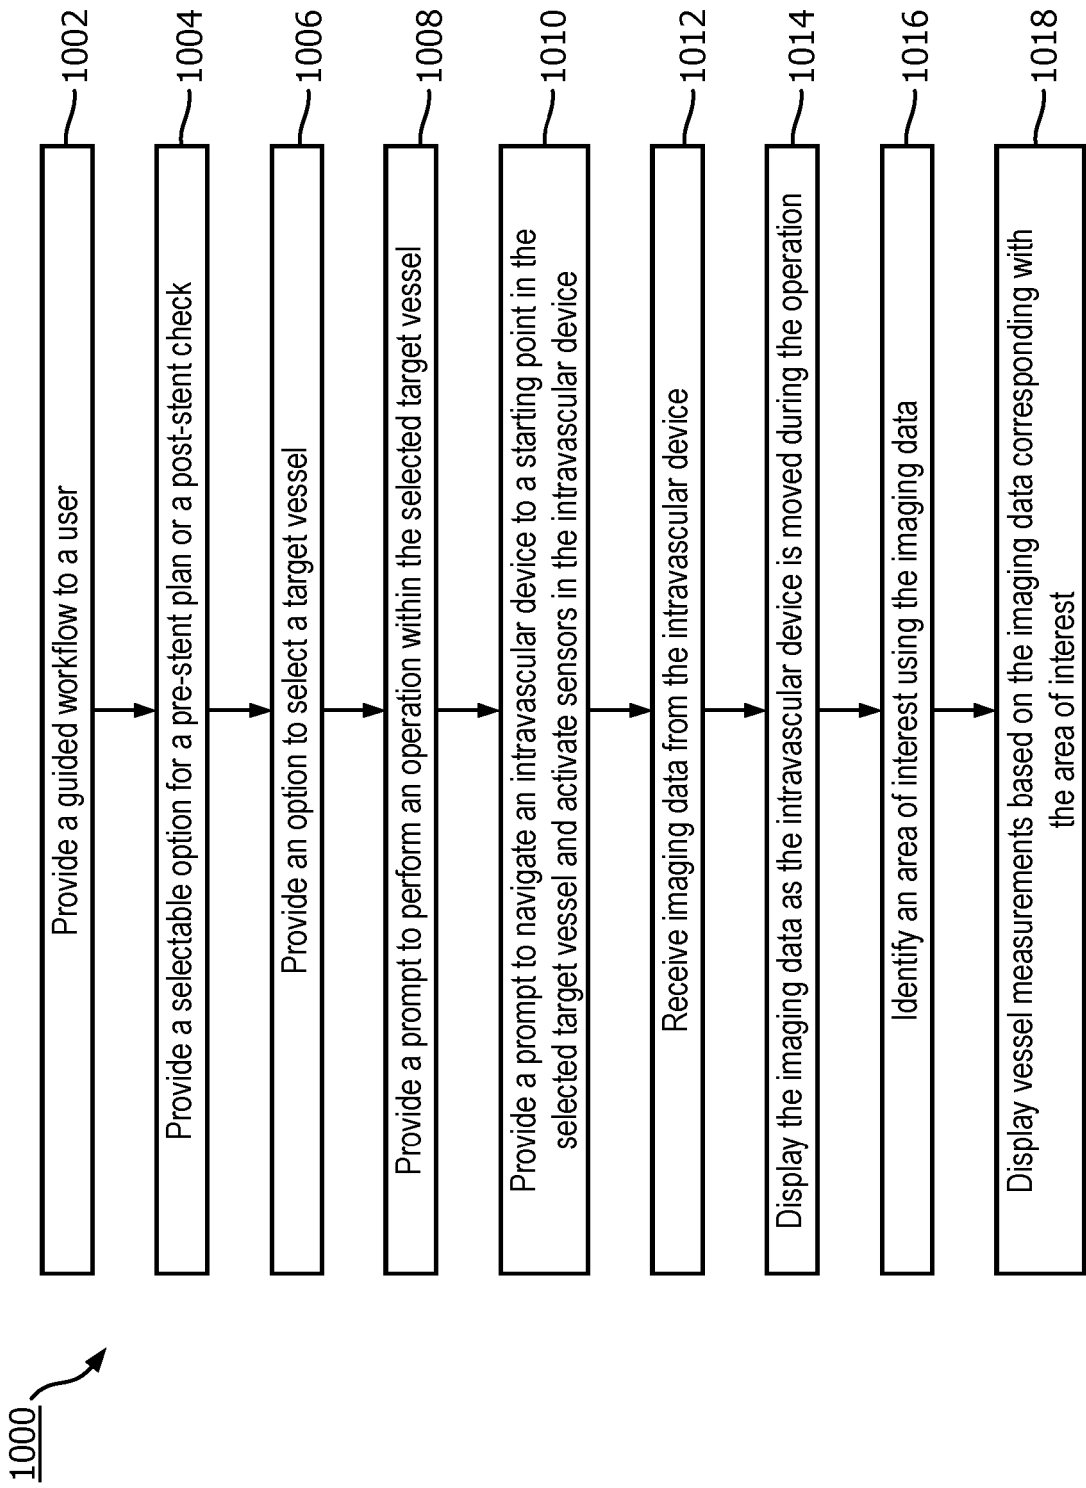 1000
Provide a guided workflow to a user
1002
Provide a selectable option for a pre-stent plan or a post-stent check
1004
Provide an option to select a target vessel
1006
Provide a prompt to perform an operation within the selected target vessel
1008
Provide a prompt to navigate an intravascular device to a starting point in the
selected target vessel and activate sensors in the intravascular device
1010
Receive imaging data from the intravascular device
1012
Display the imaging data as the intravascular device is moved during the operation
1014
Identify an area of interest using the imaging data
1016
Display vessel measurements based on the imaging data corresponding with
the area of interest
1018